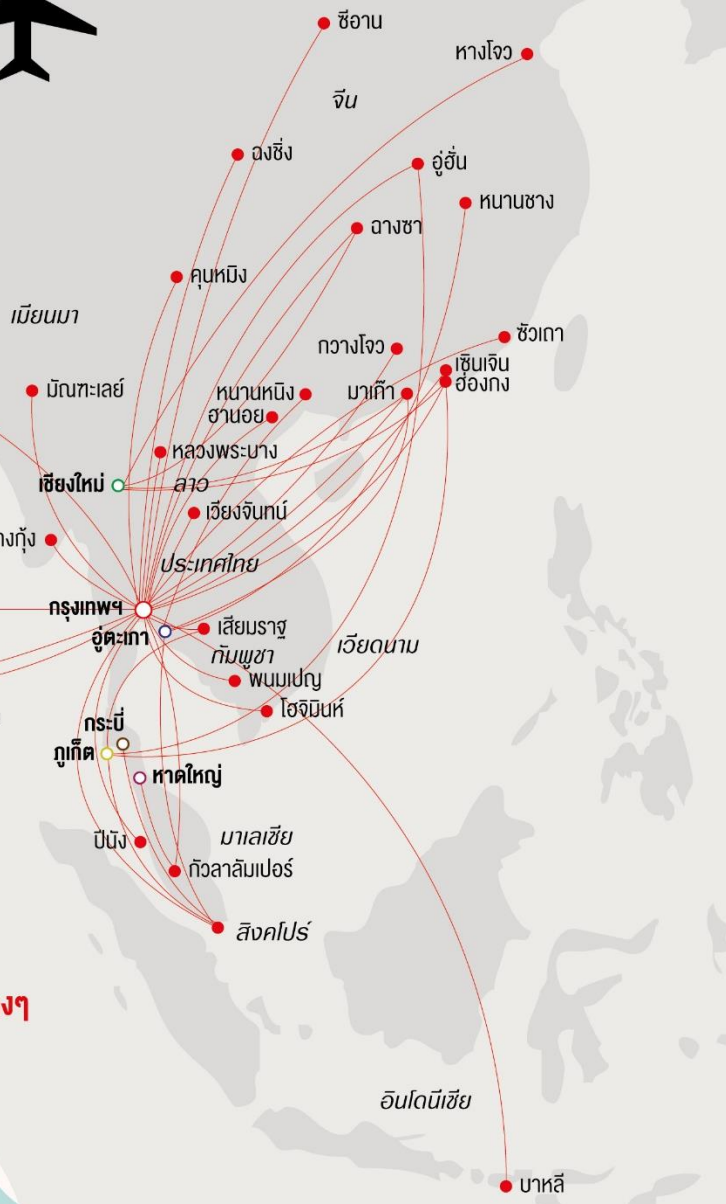 ซีอาน
หางโจว
จีน
ฉงชิ่ง
อู่ฮั่น
หนานชาง
ฉางซา
คุนหมิง
เมียนมา
ซัวเถา
กวางโจว
เซินเจิ้น
ฮ่องกง
มัณฑะเลย์
หนานหนิง
มาเก๊า
ฮานอย
หลวงพระบาง
เชียงใหม่
ลาว
เวียงจันทน์
างกุ้ง
ประเทศไทย
กรุงเทพฯ
เสียมราฐ
อู่ตะเภา
กัมพูชา
เวียดนาม
พนมเปญ
โฮจิมินห์
กระบี่
ภูเก็ต
หาดใหญ่
ปีนัง
มาเลเซีย
กัวลาลัมเปอร์
สิงคโปร์
งๆ
อินโดนีเซีย
บาหลี